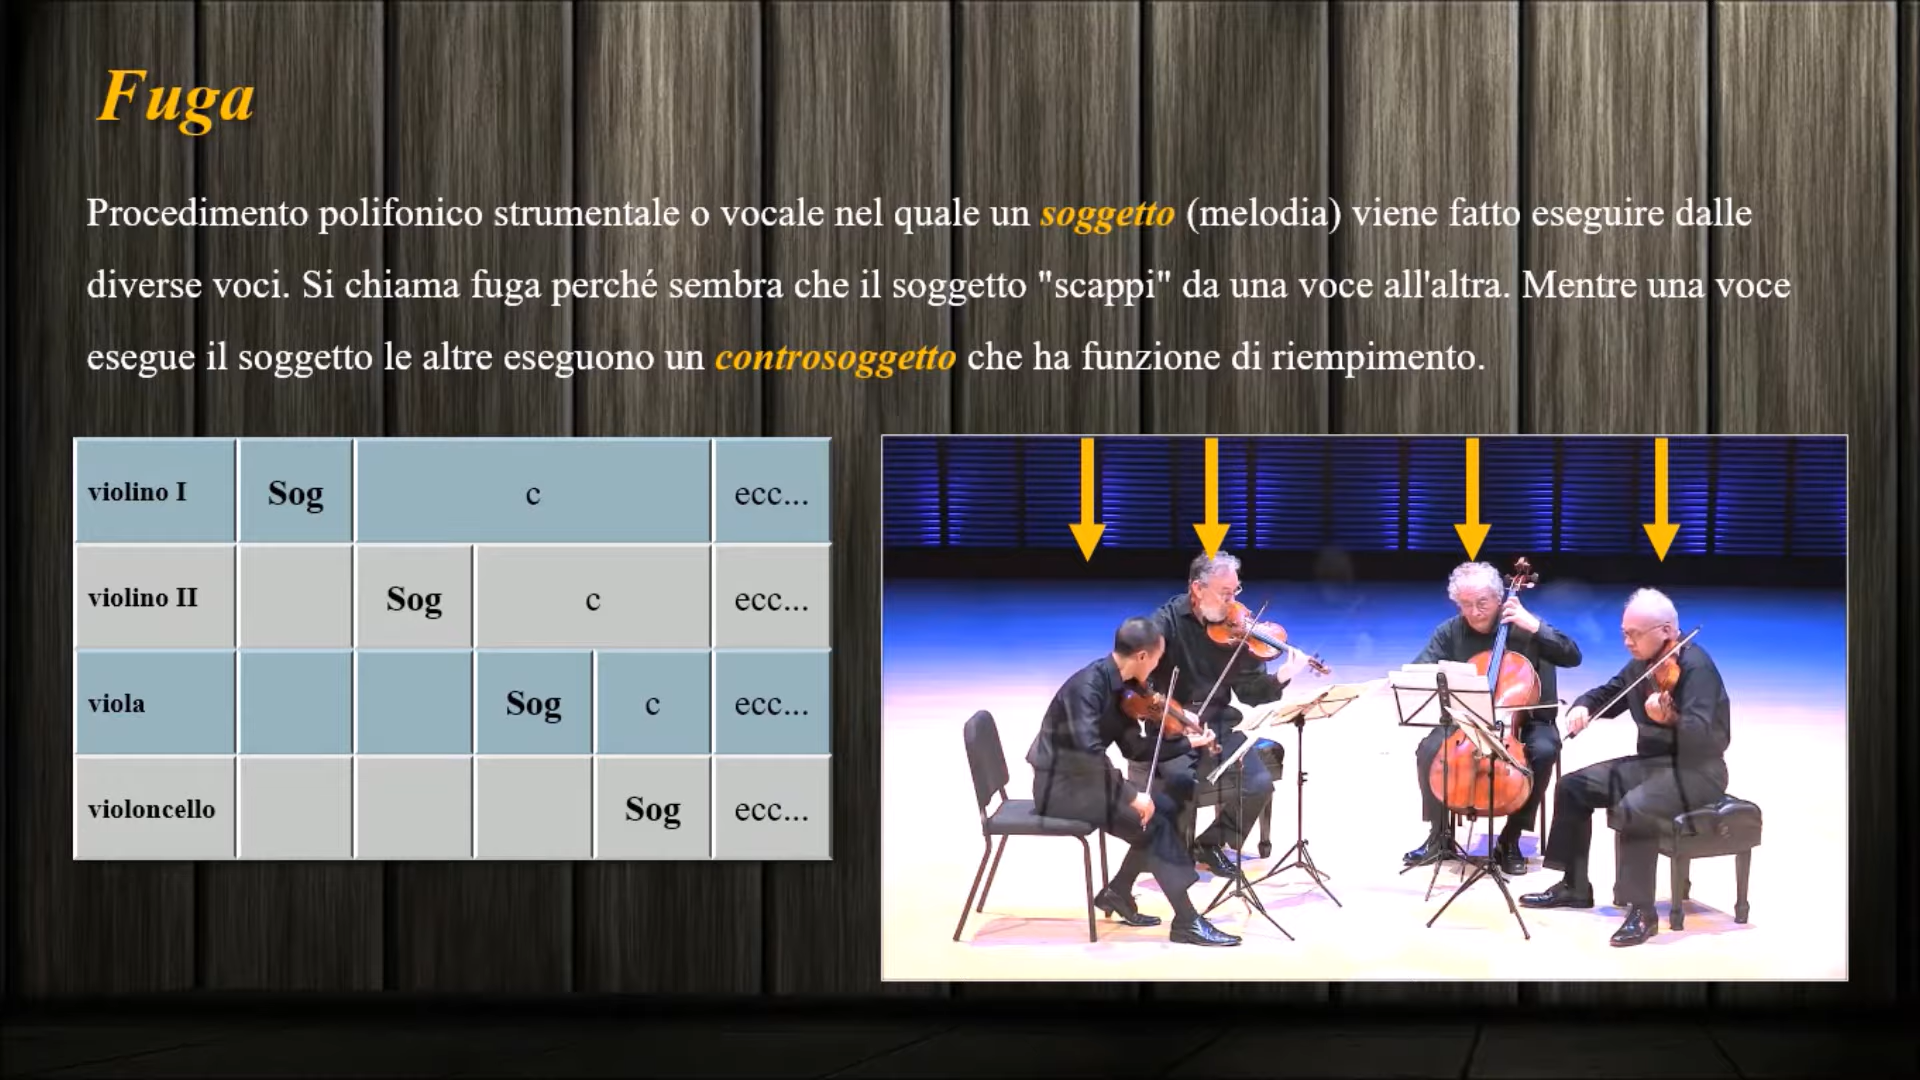 Fuga
Procedimento polifonico strumentale o vocale nel quale un soggetto (melodia) viene fatto eseguire dalle
diverse voci. Si chiama fuga perché sembra che il soggetto "scappi" da una voce all'altra. Mentre una voce
esegue il soggetto le altre eseguono un controsoggetto che ha funzione di riempimento.
violino I Sog c ecc...
violino II Sog c ecc...
viola Sog c ecc...
violoncello Sog ecc...